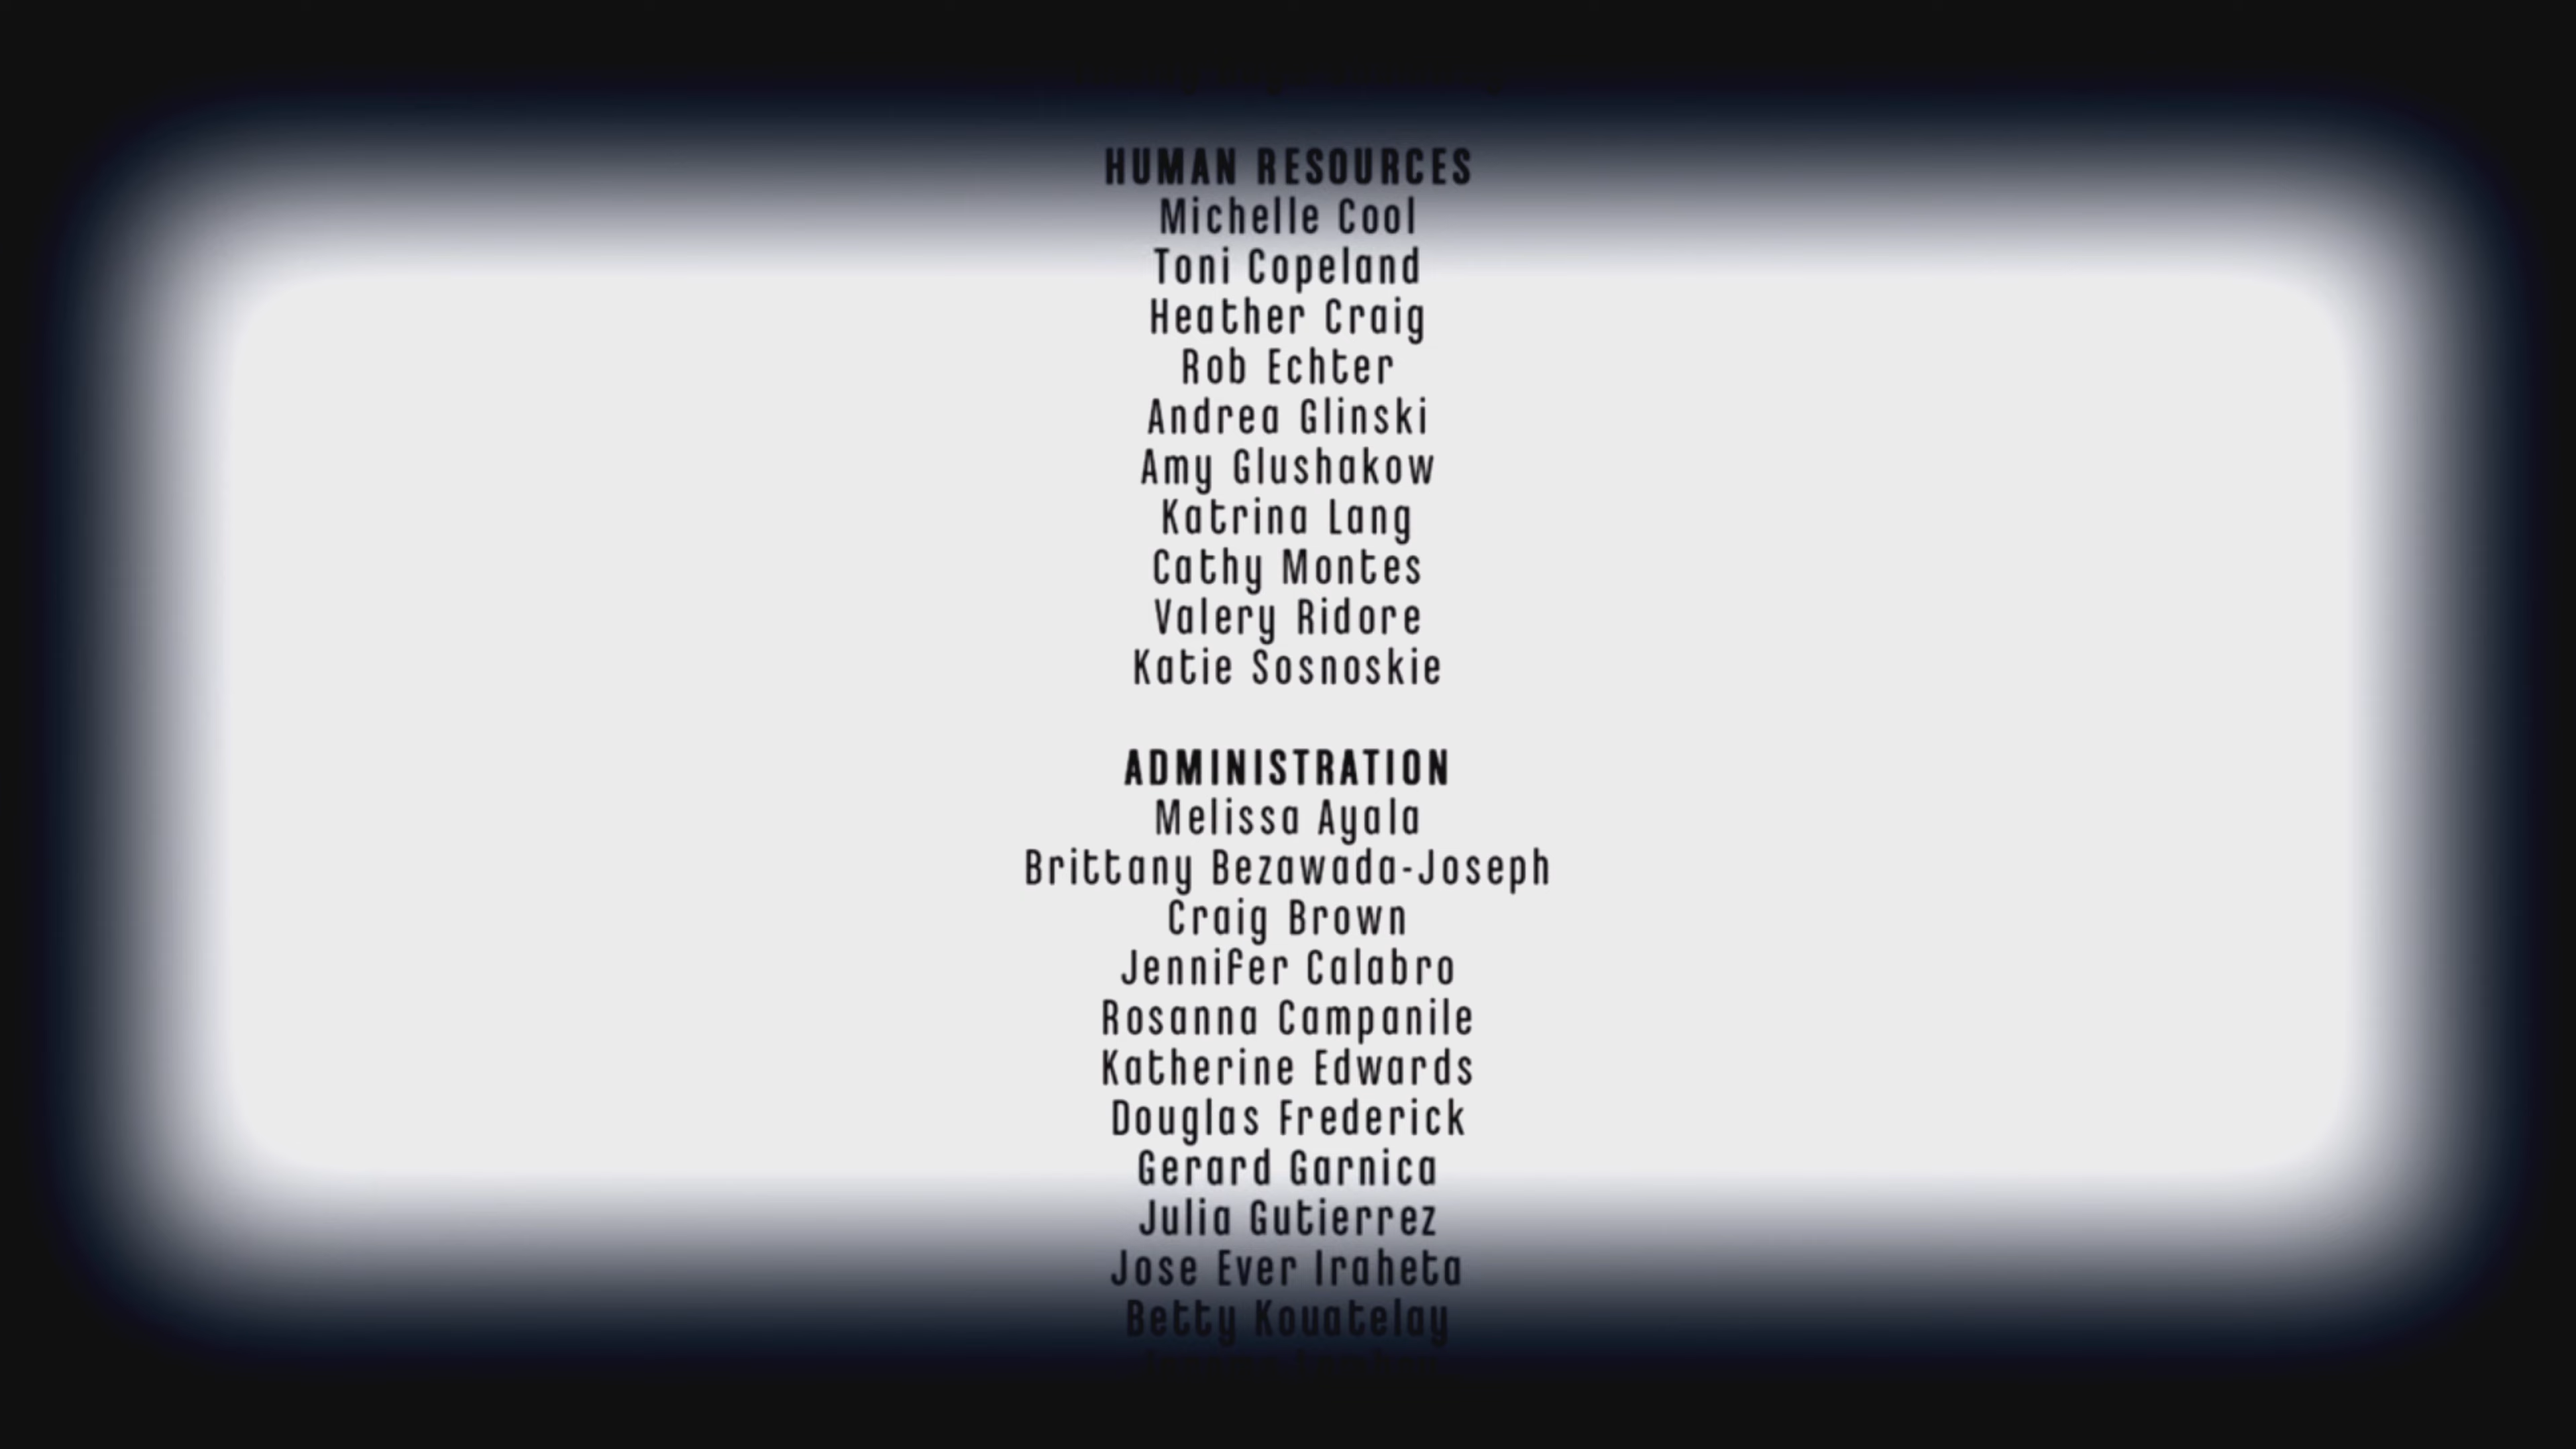 HUMAN RESOURCES
Michelle Cool
Toni Copeland
Heather Craig
Rob Echter
Andrea Glinski
Amy Glushakow
Katrina Lang
Cathy Montes
Valery Ridore
Katie Sosnoskie
ADMINISTRATION
Melissa Ayala
Brittany Bezawada-Joseph
Craig Brown
Jennifer Calabro
Rosanna Campanile
Katherine Edwards
Douglas Frederick
Gerard Garnica
Julia Gutierrez
Jose Ever Iraheta
Betty Kouatelay